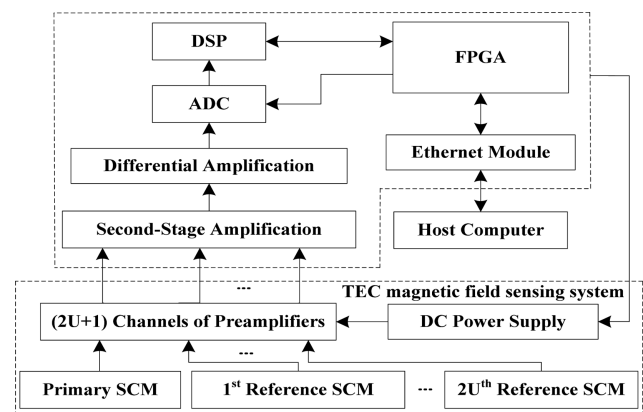 DSP
FPGA
ADC
Differential Amplification
Ethernet Module
Second-Stage Amplification
Host Computer
---
TEC magnetic field sensing system
(2U+1) Channels of Preamplifiers
DC Power Supply
---
Primary SCM
1st Reference SCM
---
2Uth Reference SCM